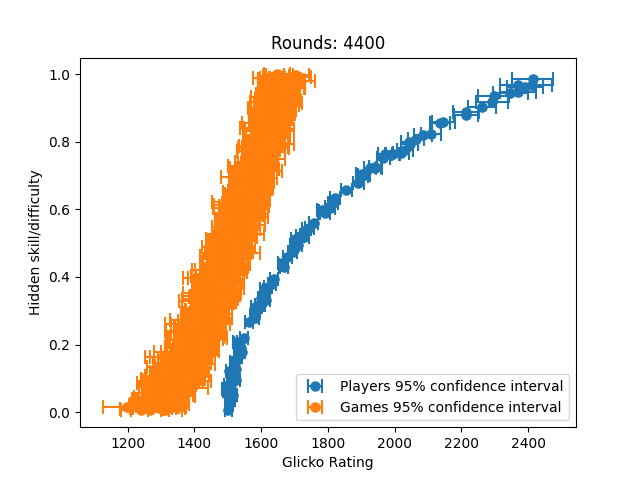 Rounds: 4400
Hidden skill/difficulty
1.0
0.8
0.6
0.4
0.2
0.0
Players 95% confidence interval
Games 95% confidence interval
1200 1400 1600 1800 2000 2200 2400
Glicko Rating